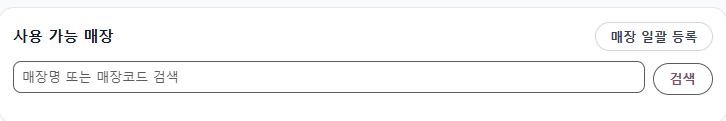 사용 가능 매장
매장 일괄 등록
매장명 또는 매장코드 검색
검색